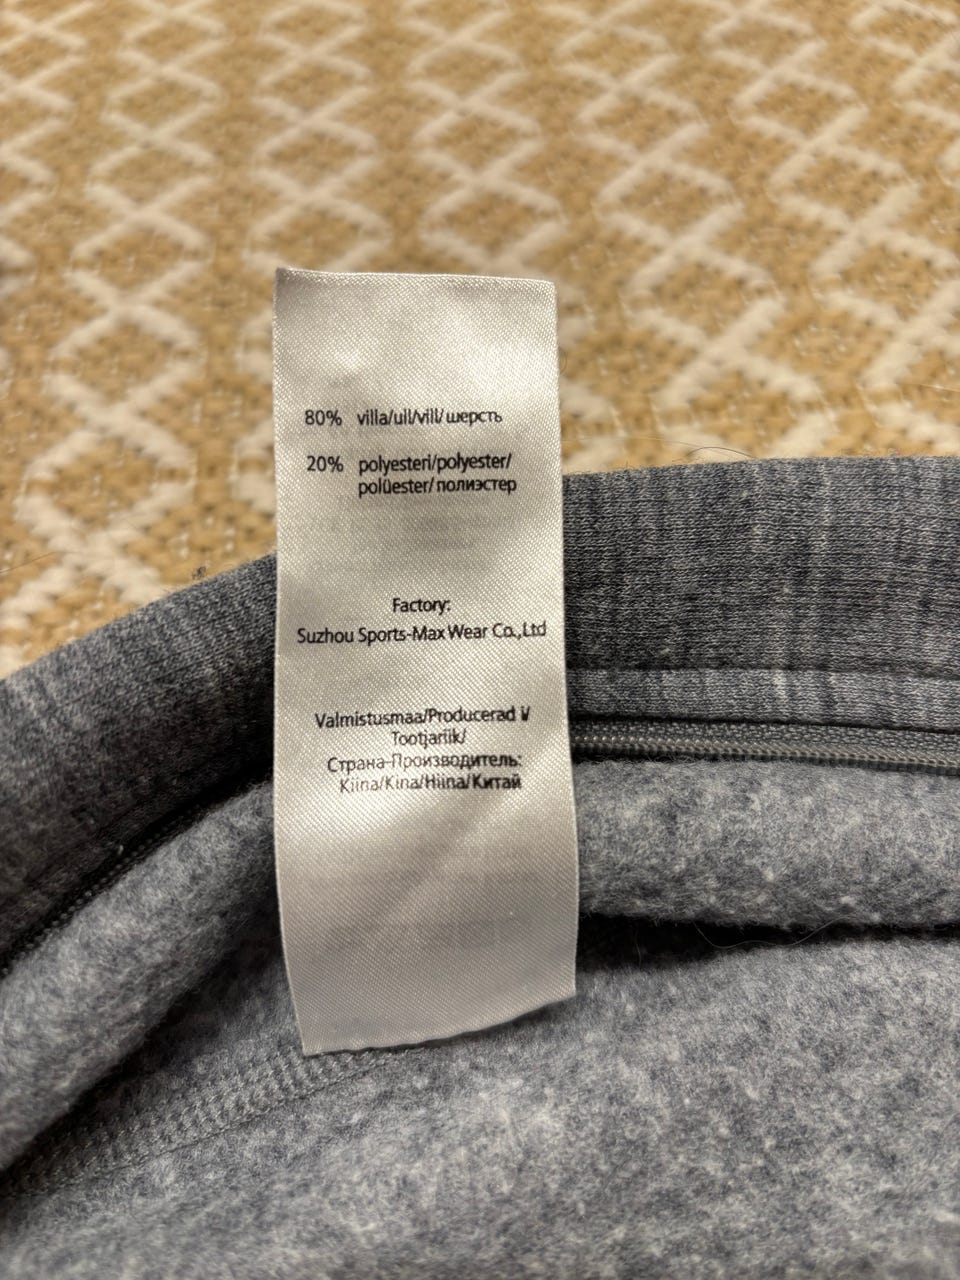 80% villa/ull/vill/шерсть
20% polyesteri/polyester/
polüester/полиэстер
Factory:
Suzhou Sports-Max Wear Co.,Ltd
Valmistusmaa/Producerad i/
Tootjariik/
Страна-Производитель:
Kiina/Kina/Hiina/Китай